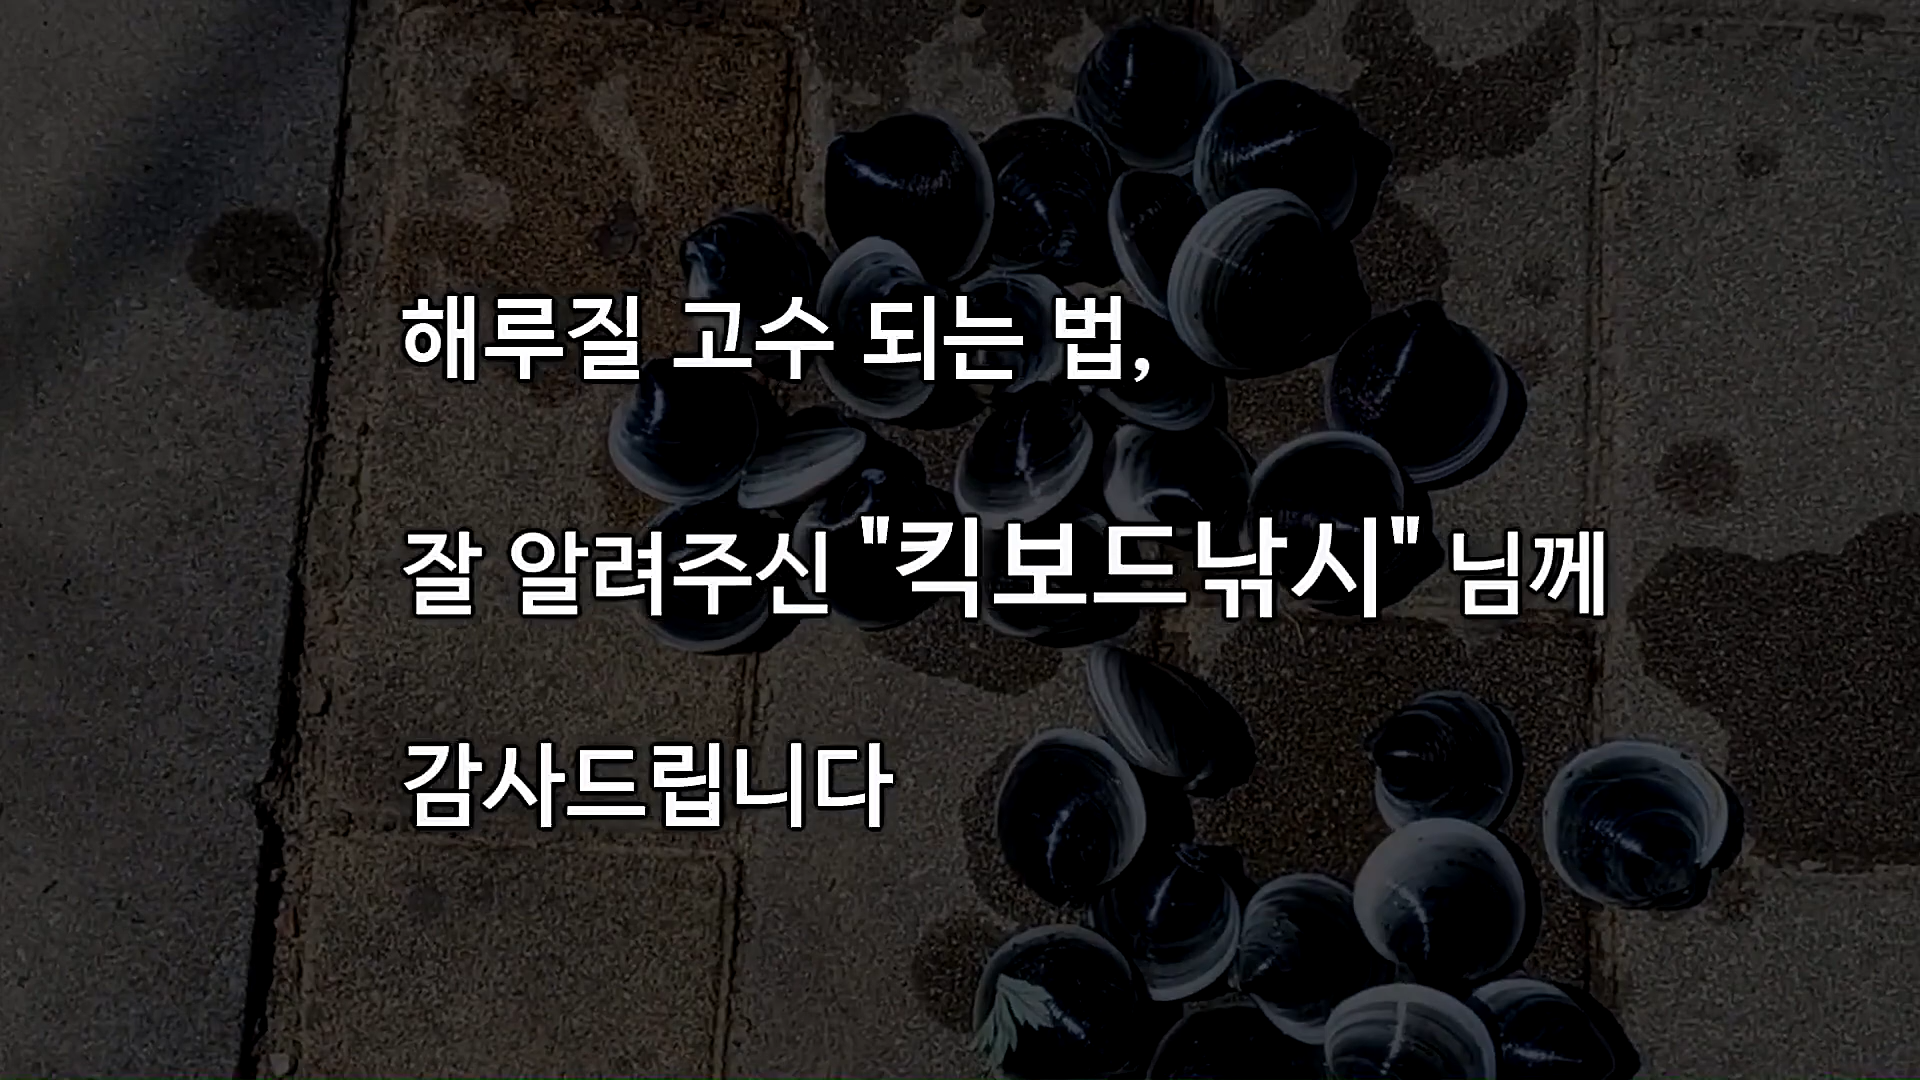 해루질 고수 되는 법,
잘 알려주신 "킥보드낚시" 님께
감사드립니다